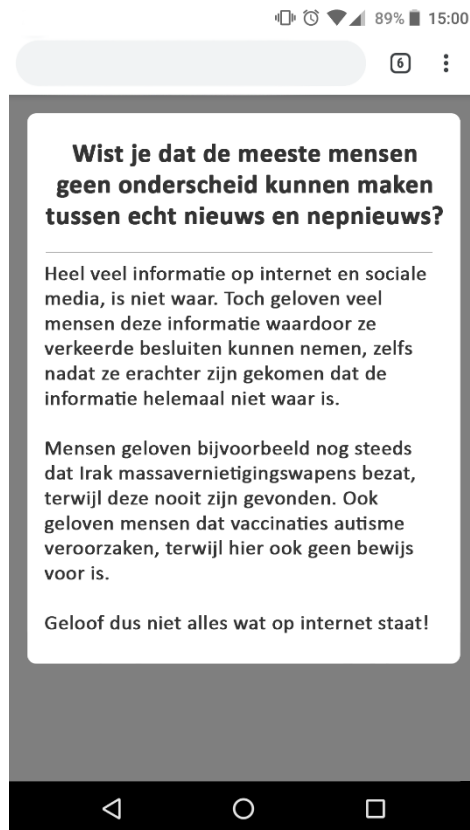 89% 15:00
6
Wist je dat de meeste mensen
geen onderscheid kunnen maken
tussen echt nieuws en nepnieuws?
Heel veel informatie op internet en sociale
media, is niet waar. Toch geloven veel
mensen deze informatie waardoor ze
verkeerde besluiten kunnen nemen, zelfs
nadat ze erachter zijn gekomen dat de
informatie helemaal niet waar is.
Mensen geloven bijvoorbeeld nog steeds
dat Irak massavernietigingswapens bezat,
terwijl deze nooit zijn gevonden. Ook
geloven mensen dat vaccinaties autisme
veroorzaken, terwijl hier ook geen bewijs
voor is.
Geloof dus niet alles wat op internet staat!